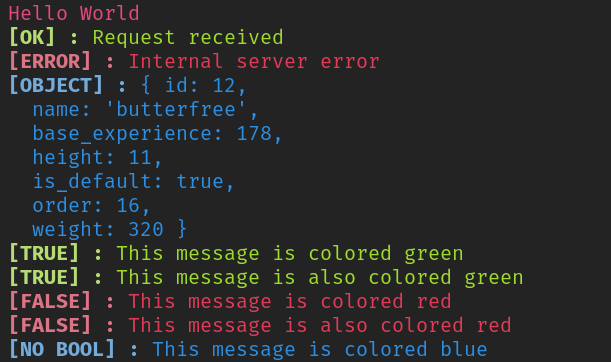 Hello World
[OK] : Request received
[ERROR] : Internal server error
[OBJECT] : { id: 12,
  name: 'butterfree',
  base_experience: 178,
  height: 11,
  is_default: true,
  order: 16,
  weight: 320 }
[TRUE] : This message is colored green
[TRUE] : This message is also colored green
[FALSE] : This message is colored red
[FALSE] : This message is also colored red
[NO BOOL] : This message is colored blue